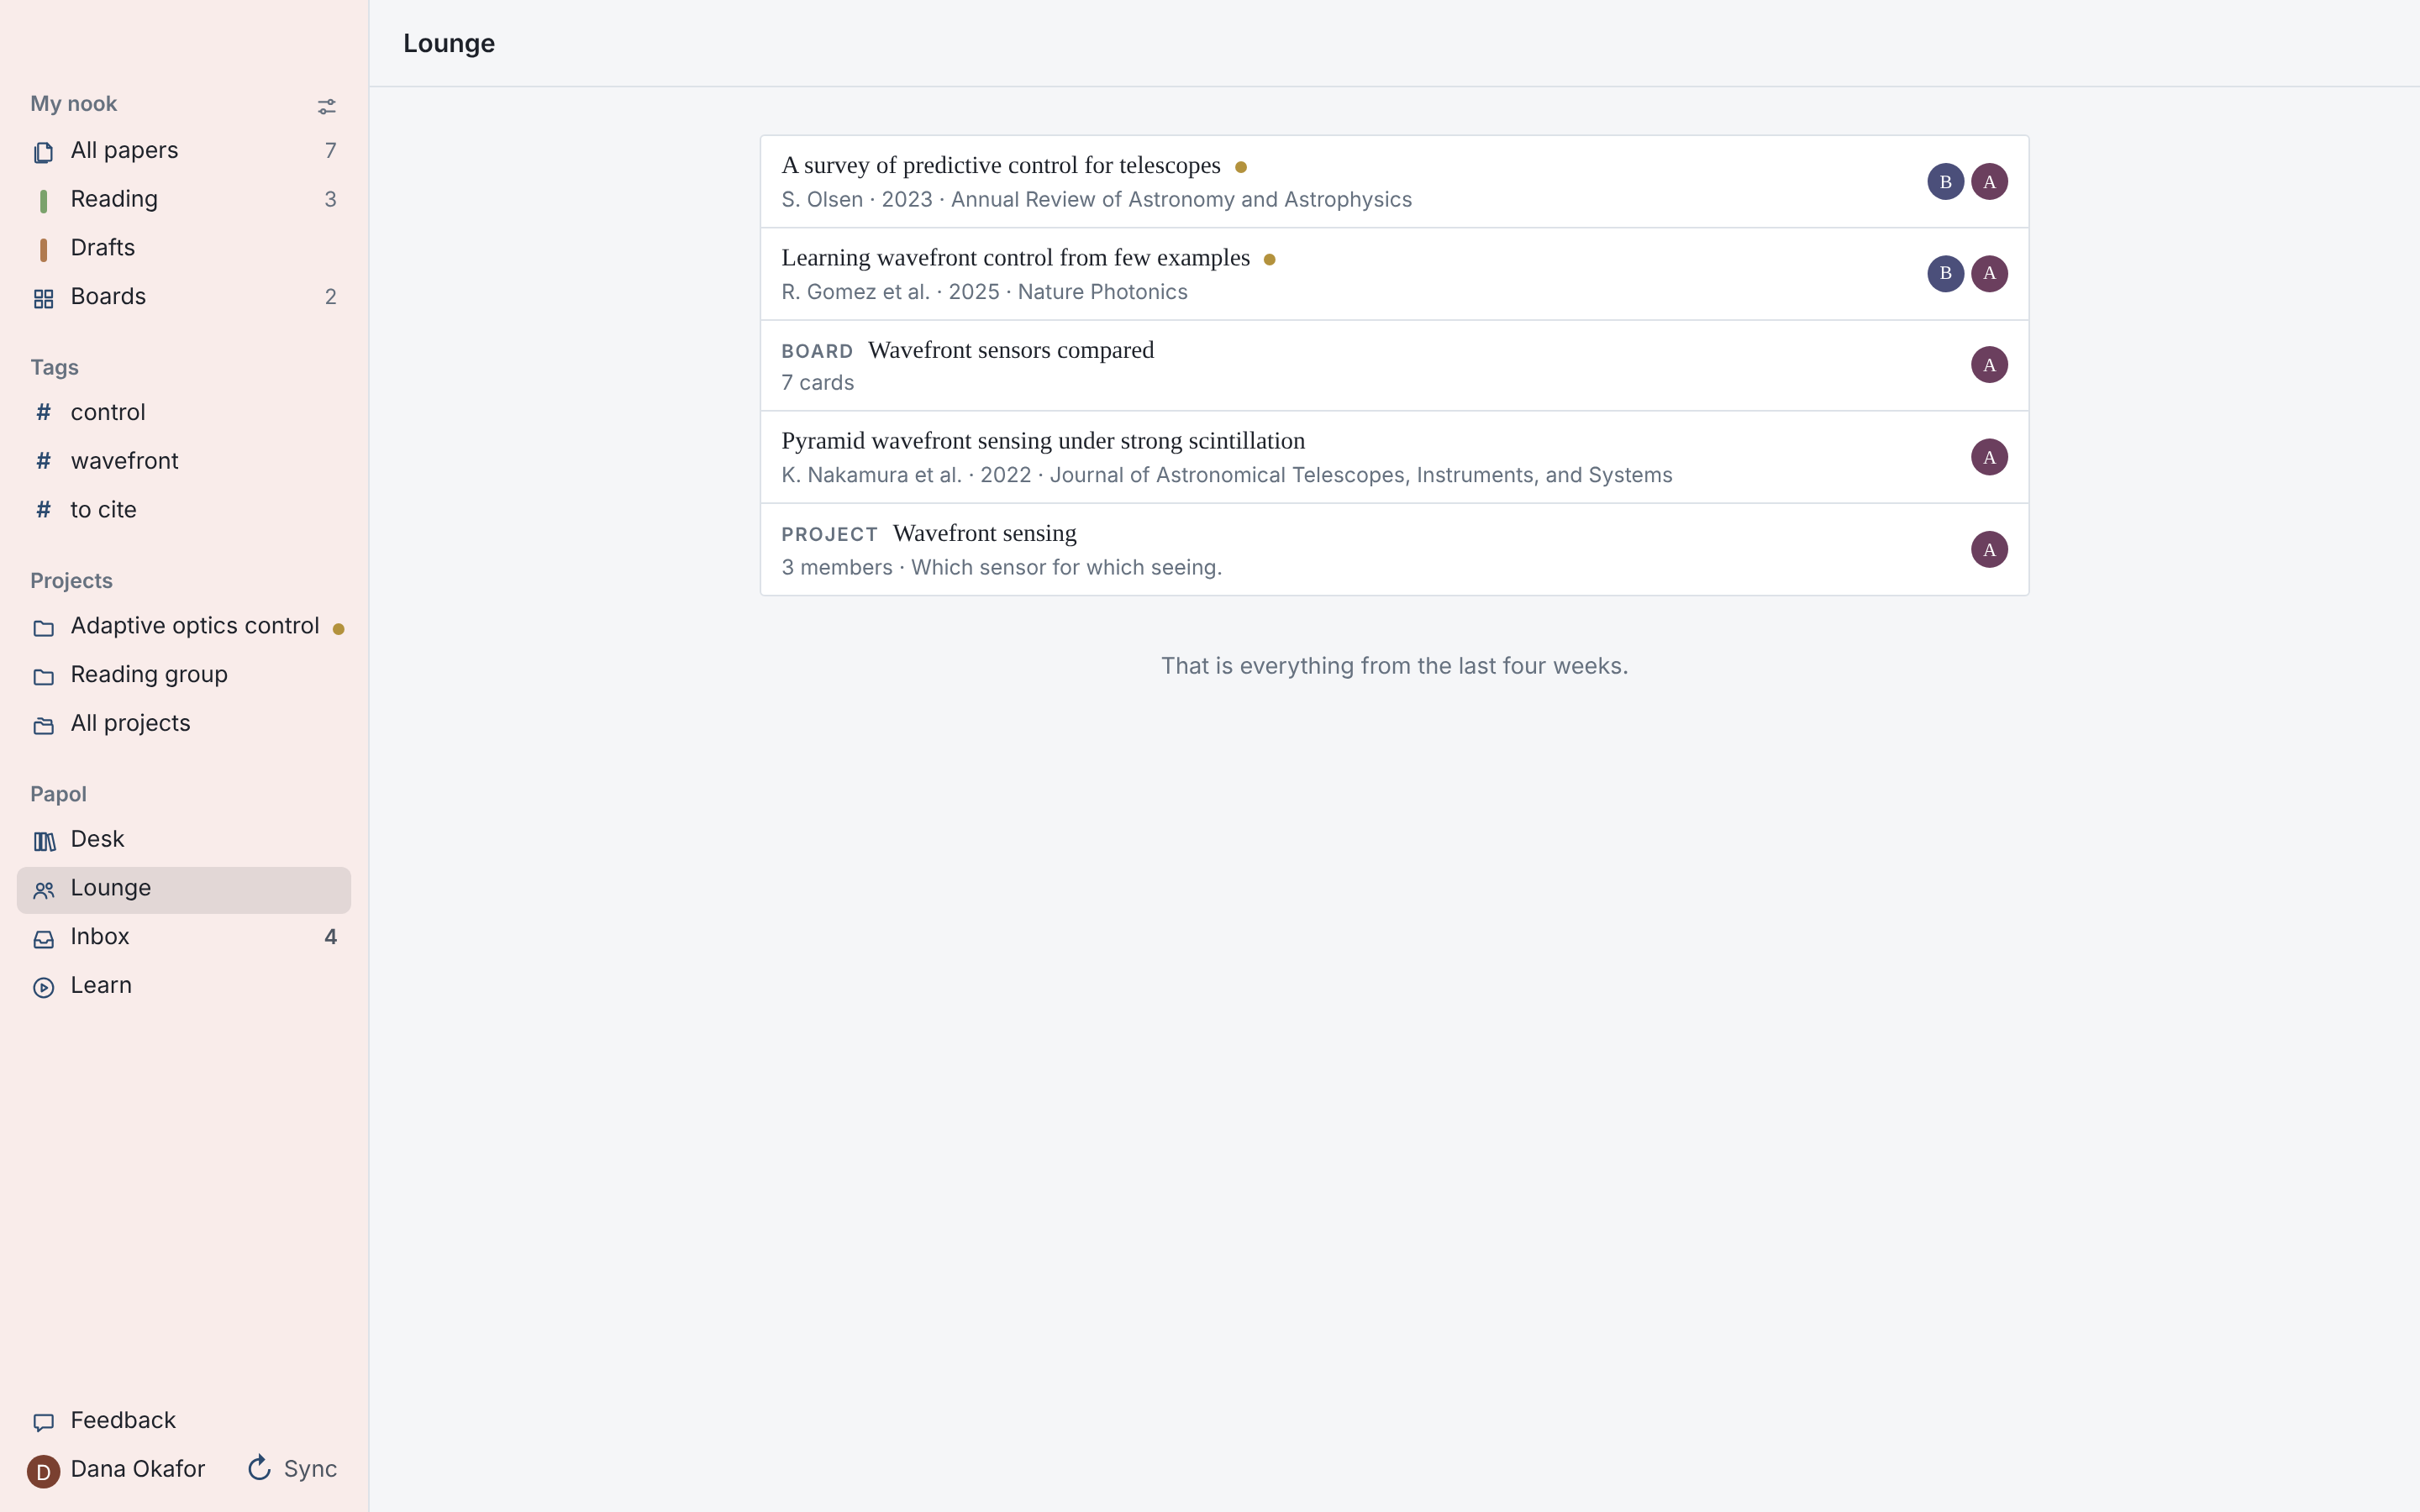 Lounge
My nook
All papers 7
Reading 3
Drafts
Boards 2
Tags
# control
# wavefront
# to cite
Projects
Adaptive optics control
Reading group
All projects
Papol
Desk
Lounge
Inbox 4
Learn
Feedback
D Dana Okafor Sync
A survey of predictive control for telescopes
S. Olsen · 2023 · Annual Review of Astronomy and Astrophysics
B A
Learning wavefront control from few examples
R. Gomez et al. · 2025 · Nature Photonics
B A
BOARD Wavefront sensors compared
7 cards
A
Pyramid wavefront sensing under strong scintillation
K. Nakamura et al. · 2022 · Journal of Astronomical Telescopes, Instruments, and Systems
A
PROJECT Wavefront sensing
3 members · Which sensor for which seeing.
A
That is everything from the last four weeks.